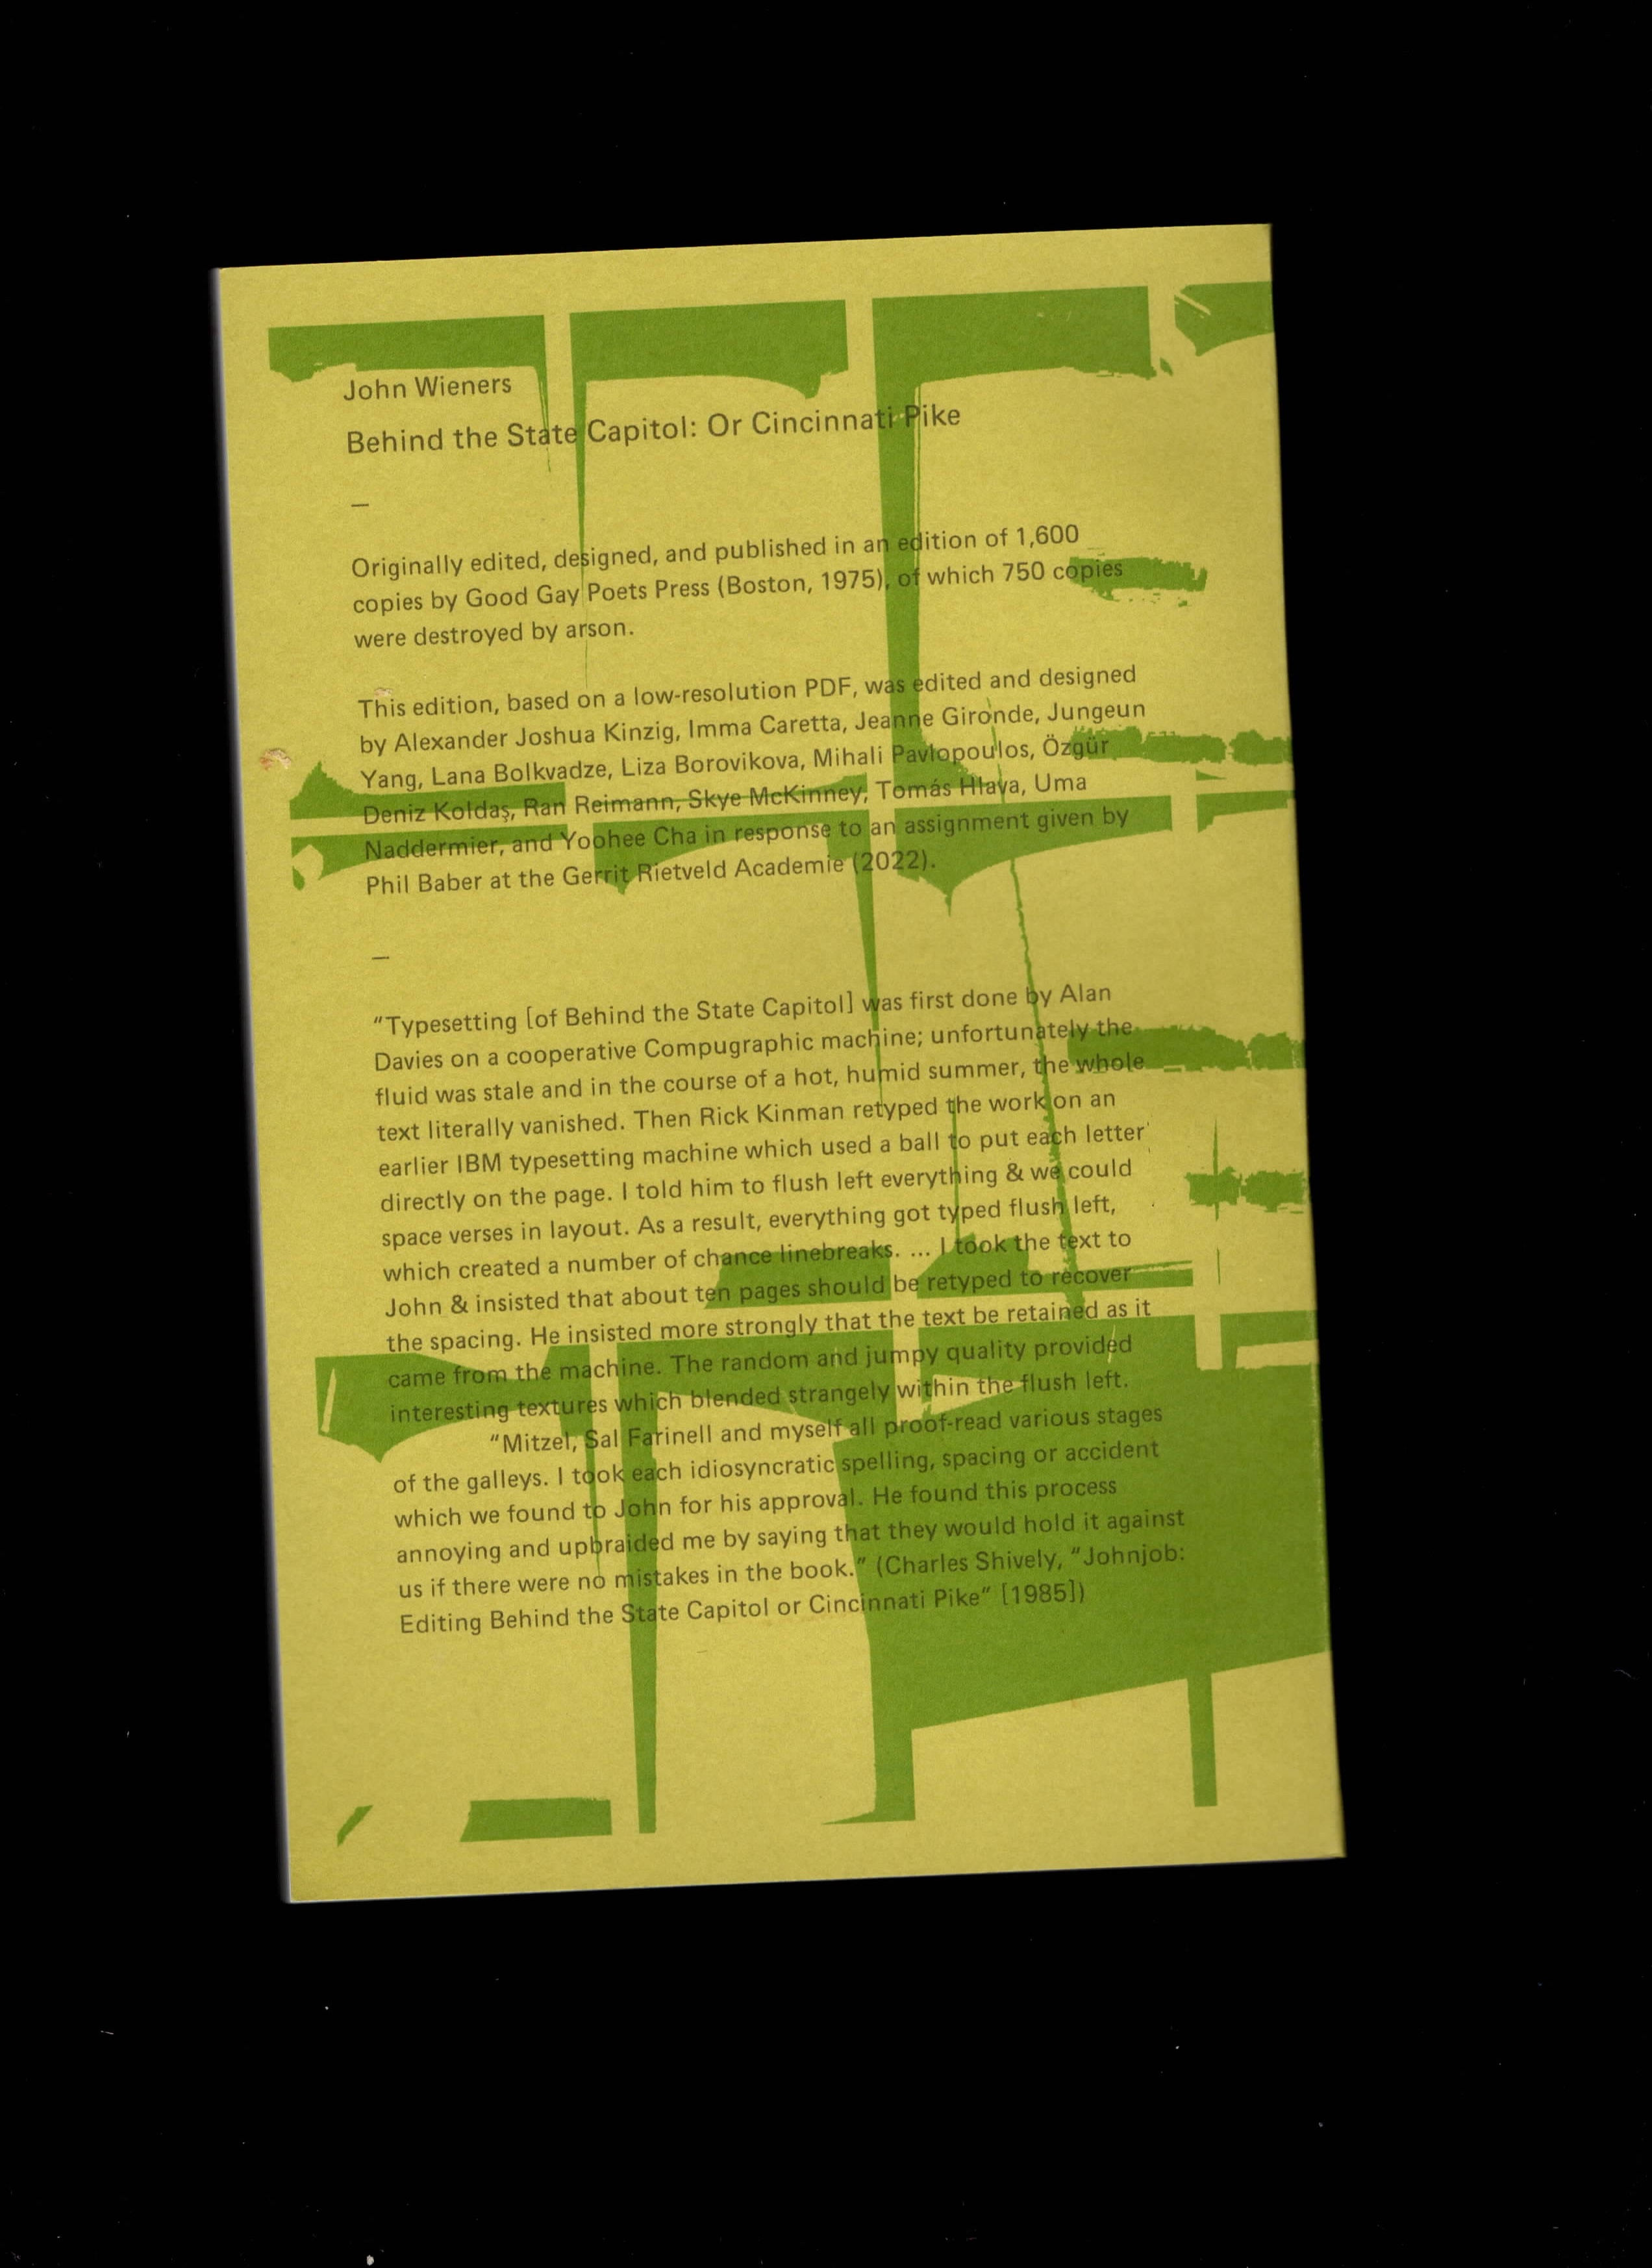 John Wieners
Behind the State Capitol: Or Cincinnati Pike
—
Originally edited, designed, and published in an edition of 1,600
copies by Good Gay Poets Press (Boston, 1975), of which 750 copies
were destroyed by arson.
This edition, based on a low-resolution PDF, was edited and designed
by Alexander Joshua Kinzig, Imma Caretta, Jeanne Gironde, Jungeun
Yang, Lana Bolkvadze, Liza Borovikova, Mihali Pavlopoulos, Özgür
Deniz Koldaş, Ran Reimann, Skye McKinney, Tomás Hlava, Uma
Naddermier, and Yoohee Cha in response to an assignment given by
Phil Baber at the Gerrit Rietveld Academie (2022).
—
“Typesetting [of Behind the State Capitol] was first done by Alan
Davies on a cooperative Compugraphic machine; unfortunately the
fluid was stale and in the course of a hot, humid summer, the whole
text literally vanished. Then Rick Kinman retyped the work on an
earlier IBM typesetting machine which used a ball to put each letter
directly on the page. I told him to flush left everything & we could
space verses in layout. As a result, everything got typed flush left,
which created a number of chance linebreaks. ... I took the text to
John & insisted that about ten pages should be retyped to recover
the spacing. He insisted more strongly that the text be retained as it
came from the machine. The random and jumpy quality provided
interesting textures which blended strangely within the flush left.
“Mitzel, Sal Farinell and myself all proof-read various stages
of the galleys. I took each idiosyncratic spelling, spacing or accident
which we found to John for his approval. He found this process
annoying and upbraided me by saying that they would hold it against
us if there were no mistakes in the book.” (Charles Shively, “Johnjob:
Editing Behind the State Capitol or Cincinnati Pike” [1985])